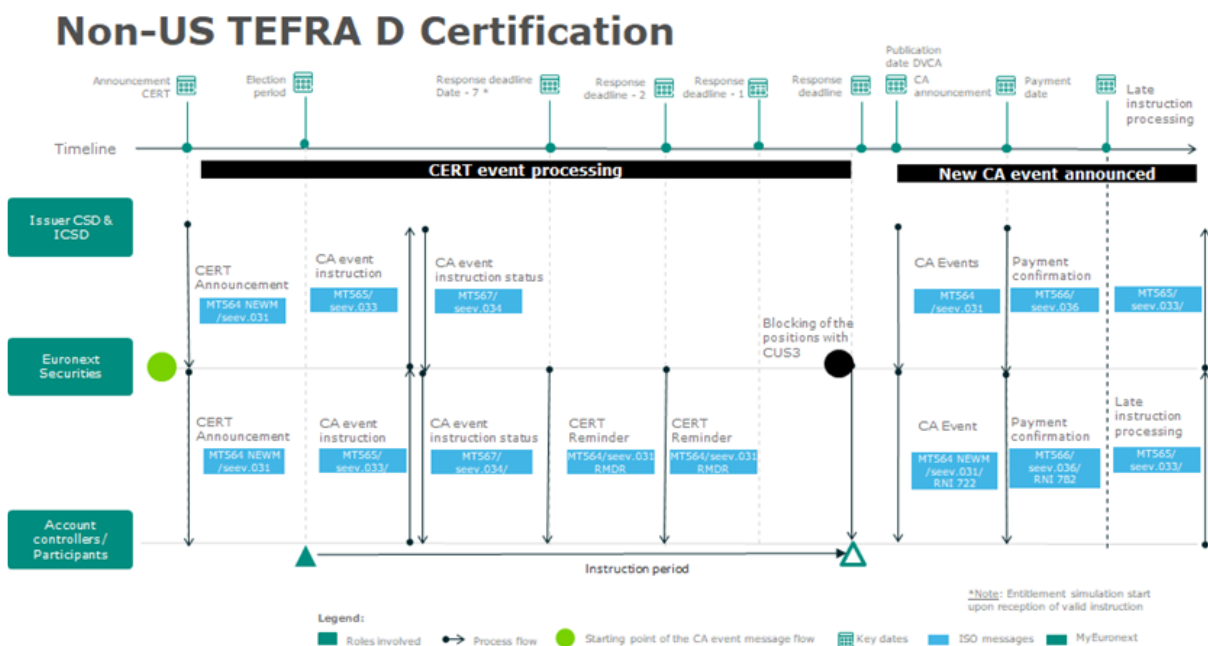 Non-US TEFRA D Certification
Announcement
CERT
Election
period
Response deadline
Date - 7 *
Response
deadline - 2
Response
deadline - 1
Response
deadline
Publication
date DVCA
CA
announcement
Payment
date
Late
instruction
processing
Timeline
CERT event processing
New CA event announced
Issuer CSD &
ICSD
CERT
Announcement
MT564 NEWM
/seev.031
CA event
instruction
MT565/
seev.033
CA event
instruction status
MT567/
seev.034
Blocking of the
positions with
CUS3
CA Events
MT564
/seev.031
Payment
confirmation
MT566/
seev.036
MT565/
seev.033/
Euronext
Securities
CERT
Announcement
MT564 NEWM
/seev.031
CA event
instruction
MT565/
seev.033/
CA event
instruction status
MT567/
seev.034/
CERT
Reminder
MT564/seev.031
RMDR
CERT
Reminder
MT564/seev.031
RMDR
CA Event
MT564 NEWM
/seev.031/
RNI 722
Payment
confirmation
MT566/
seev.036/
RNI 7B2
Late
instruction
processing
MT565/
seev.033/
Account
controllers/
Participants
Instruction period
*Note: Entitlement simulation start
upon reception of valid instruction
Legend:
Roles involved
Process flow
Starting point of the CA event message flow
Key dates
ISO messages
MyEuronext